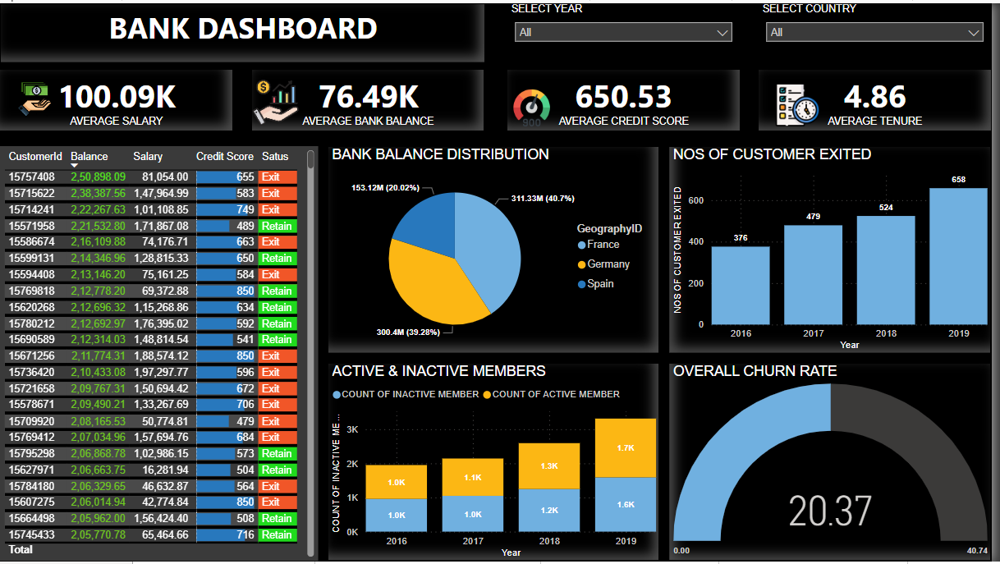 BANK DASHBOARD
SELECT YEAR
All
SELECT COUNTRY
All
100.09K
AVERAGE SALARY
76.49K
AVERAGE BANK BALANCE
900
650.53
AVERAGE CREDIT SCORE
4.86
AVERAGE TENURE
CustomerId Balance Salary Credit Score Satus
15757408 2,50,898.09 81,054.00 655 Exit
15715622 2,38,387.56 1,47,964.99 583 Exit
15714241 2,22,267.63 1,01,108.85 749 Exit
15571958 2,21,532.80 1,71,867.08 489 Retain
15586674 2,16,109.88 74,176.71 663 Exit
15599131 2,14,346.96 1,28,815.33 650 Retain
15594408 2,13,146.20 75,161.25 584 Exit
15769818 2,12,778.20 69,372.88 850 Retain
15620268 2,12,696.32 1,15,268.86 634 Retain
15780212 2,12,692.97 1,76,395.02 592 Retain
15690589 2,12,314.03 1,48,814.54 541 Retain
15671256 2,11,774.31 1,88,574.12 850 Exit
15736420 2,10,433.08 1,97,297.77 596 Exit
15721658 2,09,767.31 1,50,694.42 672 Exit
15578671 2,09,490.21 1,33,267.69 706 Exit
15709920 2,08,165.53 50,774.81 479 Exit
15769412 2,07,034.96 1,57,694.76 684 Exit
15795298 2,06,868.78 1,02,986.15 573 Retain
15627971 2,06,663.75 16,281.94 504 Retain
15784180 2,06,329.65 46,632.87 564 Exit
15607275 2,06,014.94 42,774.84 850 Exit
15664498 2,05,962.00 1,56,424.40 508 Retain
15745433 2,05,770.78 65,464.66 716 Retain
Total
BANK BALANCE DISTRIBUTION
153.12M (20.02%)
311.33M (40.7%)
300.4M (39.28%)
GeographyID
France
Germany
Spain
NOS OF CUSTOMER EXITED
NOS OF CUSTOMER EXITED
600
400
200
0
376
479
524
658
2016 2017 2018 2019
Year
ACTIVE & INACTIVE MEMBERS
COUNT OF INACTIVE MEMBER COUNT OF ACTIVE MEMBER
COUNT OF INACTIVE ME...
3K
2K
1K
0K
1.0K 1.1K 1.3K 1.7K
1.0K 1.0K 1.2K 1.6K
2016 2017 2018 2019
Year
OVERALL CHURN RATE
20.37
0.00
40.74